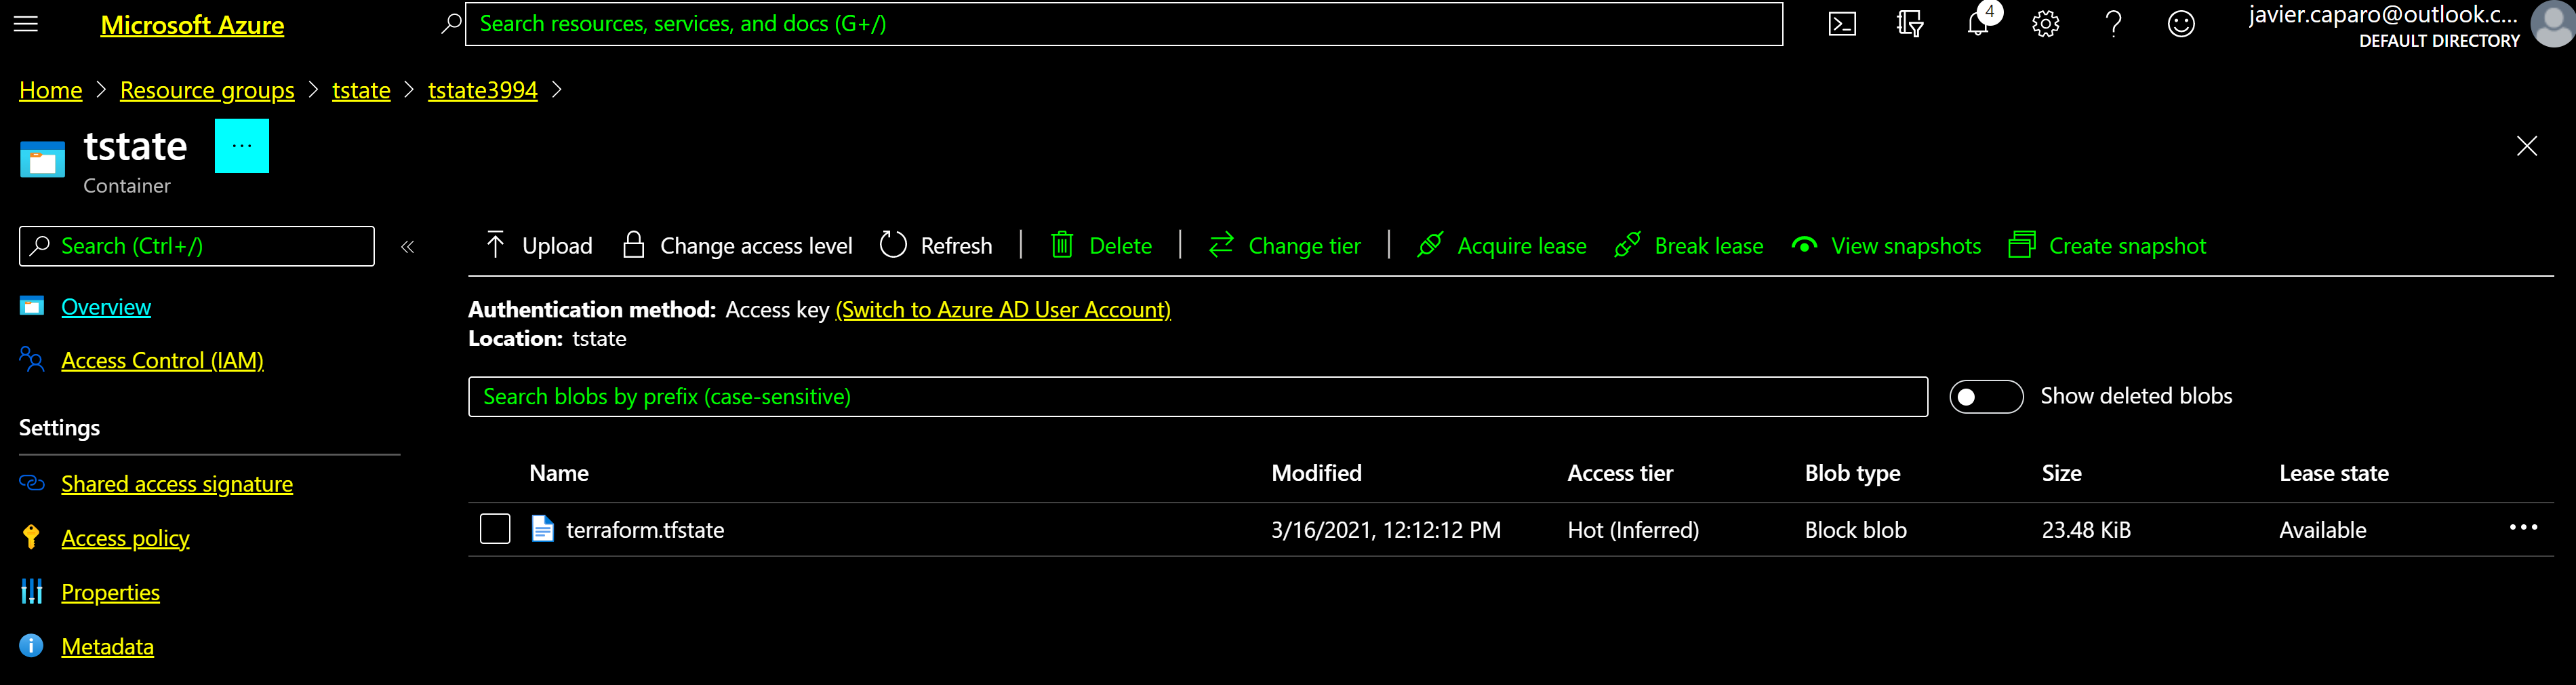 Microsoft Azure
Search resources, services, and docs (G+/)
4
javier.caparo@outlook.c...
DEFAULT DIRECTORY
Home > Resource groups > tstate > tstate3994 >
tstate ...
Container
Search (Ctrl+/) «
Overview
Access Control (IAM)
Settings
Shared access signature
Access policy
Properties
Metadata
Upload Change access level Refresh | Delete | Change tier | Acquire lease Break lease View snapshots Create snapshot
Authentication method: Access key (Switch to Azure AD User Account)
Location: tstate
Search blobs by prefix (case-sensitive)
Show deleted blobs
Name Modified Access tier Blob type Size Lease state
terraform.tfstate 3/16/2021, 12:12:12 PM Hot (Inferred) Block blob 23.48 KiB Available ...